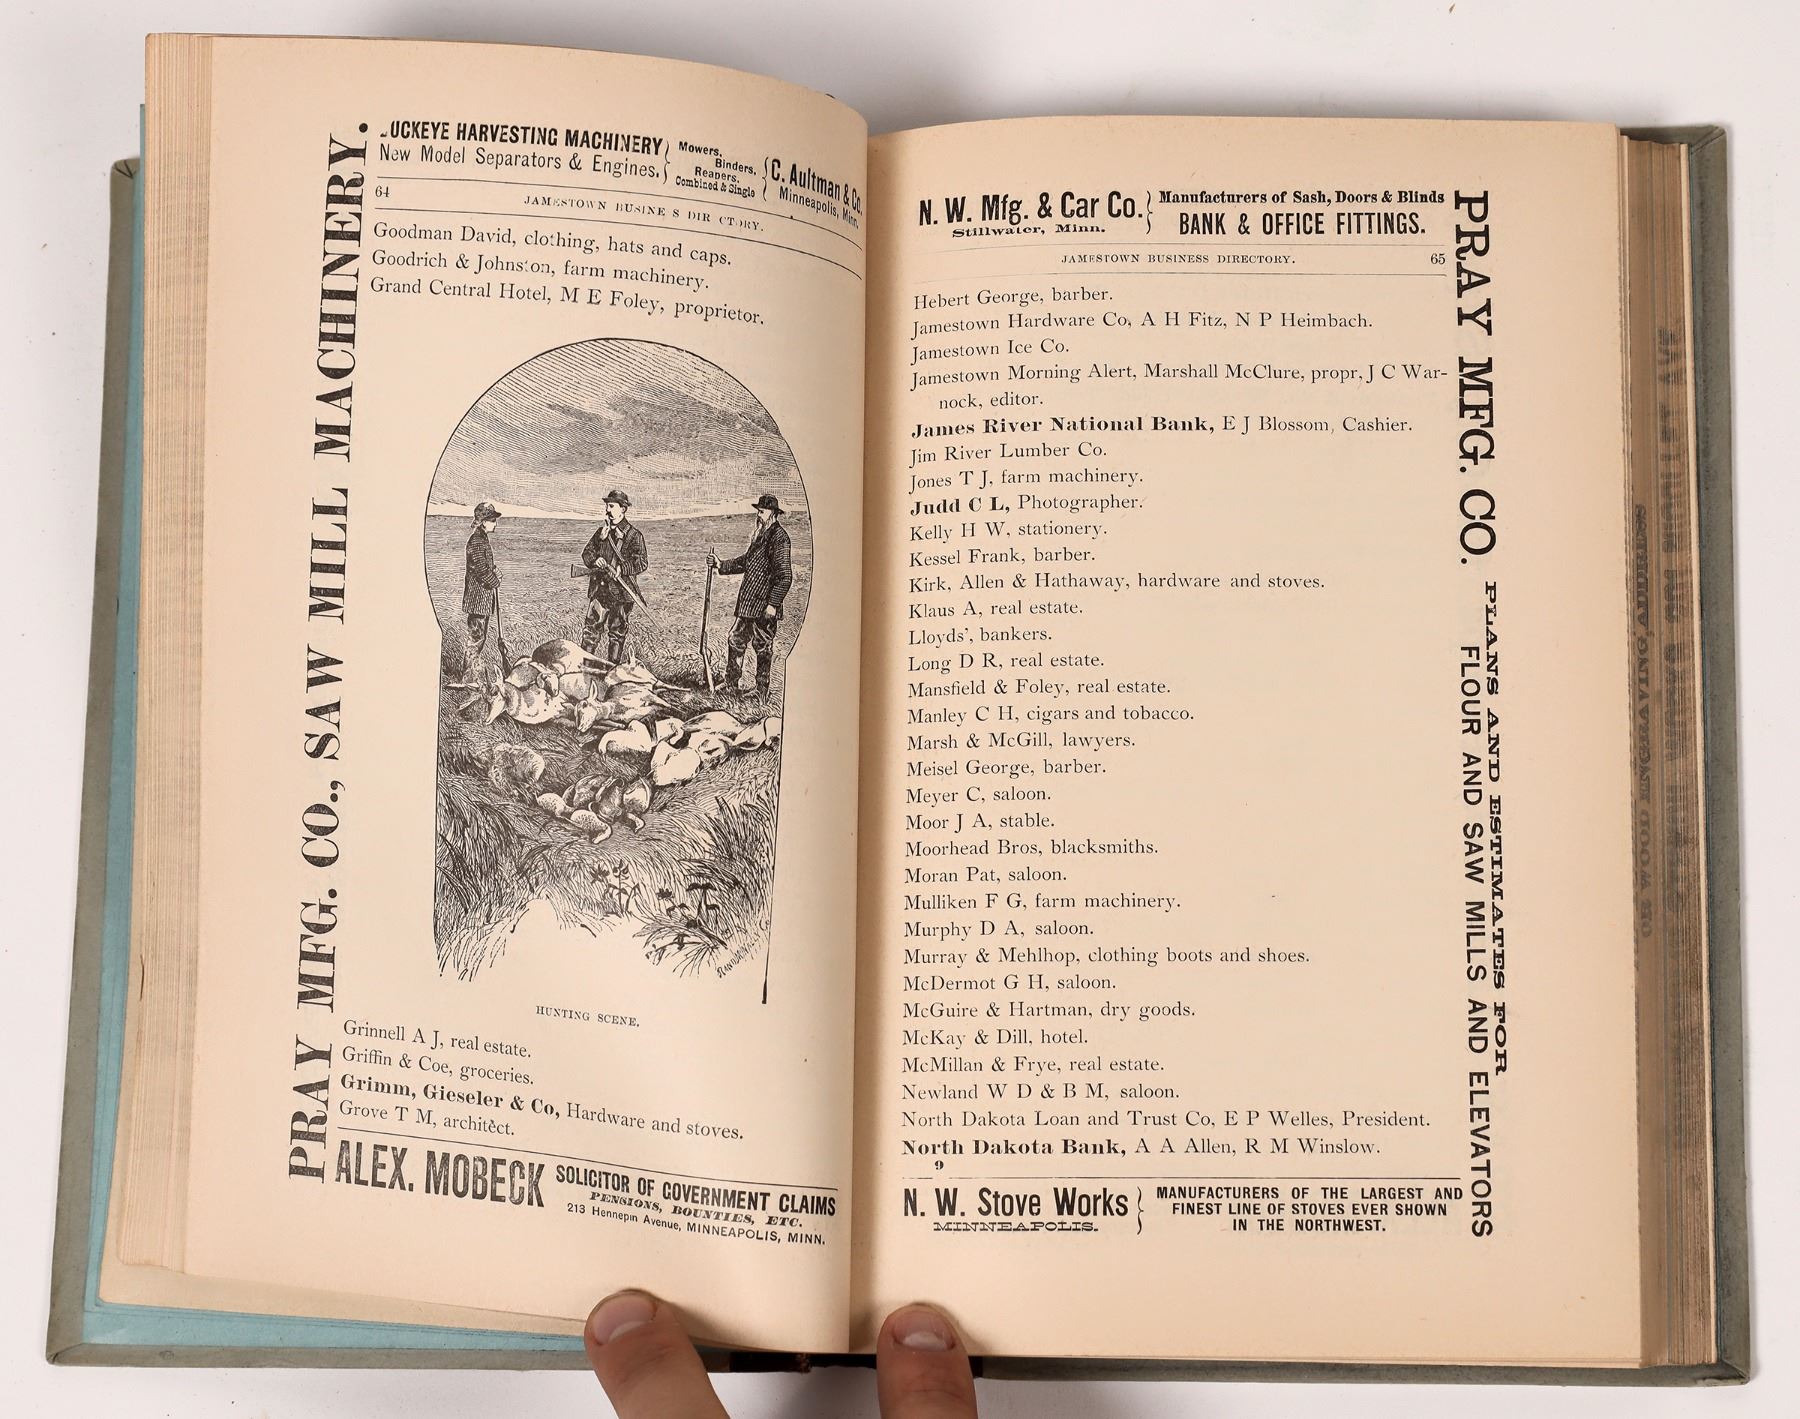 PRAY MFG. CO., SAW MILL MACHINERY.
UCKEYE HARVESTING MACHINERY
New Model Separators & Engines.
Mowers,
Binders,
Reapers.
Combined & Single
C. Aultman & Co.
Minneapolis, Minn.
64
JAMESTOWN BUSINE S DIR CTORY.
Goodman David, clothing, hats and caps.
Goodrich & Johnston, farm machinery.
Grand Central Hotel, M E Foley, proprietor.
HUNTING SCENE.
Grinnell A J, real estate.
Griffin & Coe, groceries.
Grimm, Gieseler & Co, Hardware and stoves.
Grove T M, architect.
ALEX. MOBECK
SOLICITOR OF GOVERNMENT CLAIMS
PENSIONS, BOUNTIES, ETC.
213 Hennepin Avenue, MINNEAPOLIS, MINN.
N. W. Mfg. & Car Co.
Stillwater, Minn.
Manufacturers of Sash, Doors & Blinds
BANK & OFFICE FITTINGS.
JAMESTOWN BUSINESS DIRECTORY. 65
Hebert George, barber.
Jamestown Hardware Co, A H Fitz, N P Heimbach.
Jamestown Ice Co.
Jamestown Morning Alert, Marshall McClure, propr, J C War-
nock, editor.
James River National Bank, E J Blossom, Cashier.
Jim River Lumber Co.
Jones T J, farm machinery.
Judd C L, Photographer.
Kelly H W, stationery.
Kessel Frank, barber.
Kirk, Allen & Hathaway, hardware and stoves.
Klaus A, real estate.
Lloyds', bankers.
Long D R, real estate.
Mansfield & Foley, real estate.
Manley C H, cigars and tobacco.
Marsh & McGill, lawyers.
Meisel George, barber.
Meyer C, saloon.
Moor J A, stable.
Moorhead Bros, blacksmiths.
Moran Pat, saloon.
Mulliken F G, farm machinery.
Murphy D A, saloon.
Murray & Mehlhop, clothing boots and shoes.
McDermot G H, saloon.
McGuire & Hartman, dry goods.
McKay & Dill, hotel.
McMillan & Frye, real estate.
Newland W D & B M, saloon.
North Dakota Loan and Trust Co, E P Welles, President.
North Dakota Bank, A A Allen, R M Winslow.
9
N. W. Stove Works
MINNEAPOLIS.
MANUFACTURERS OF THE LARGEST AND
FINEST LINE OF STOVES EVER SHOWN
IN THE NORTHWEST.
PRAY MFG. CO.
PLANS AND ESTIMATES FOR
FLOUR AND SAW MILLS AND ELEVATORS